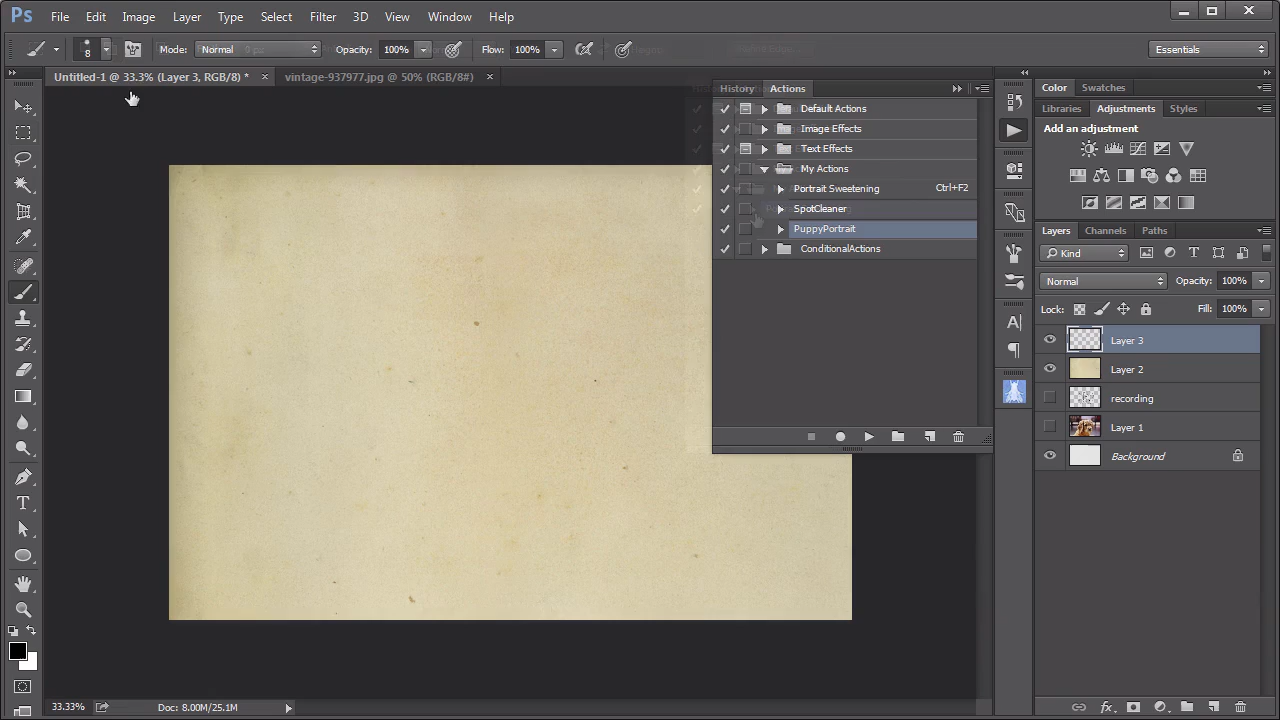 Ps File Edit Image Layer Type Select Filter 3D View Window Help
8 Mode: Normal Opacity: 100% Flow: 100% Essentials
Untitled-1 @ 33.3% (Layer 3, RGB/8) * × vintage-937977.jpg @ 50% (RGB/8#) ×
History Actions
Default Actions
Image Effects
Text Effects
My Actions
Portrait Sweetening Ctrl+F2
SpotCleaner
PuppyPortrait
ConditionalActions
Color Swatches
Libraries Adjustments Styles
Add an adjustment
Layers Channels Paths
Kind
Normal Opacity: 100%
Lock: Fill: 100%
Layer 3
Layer 2
recording
Layer 1
Background
33.33% Doc: 8.00M/25.1M